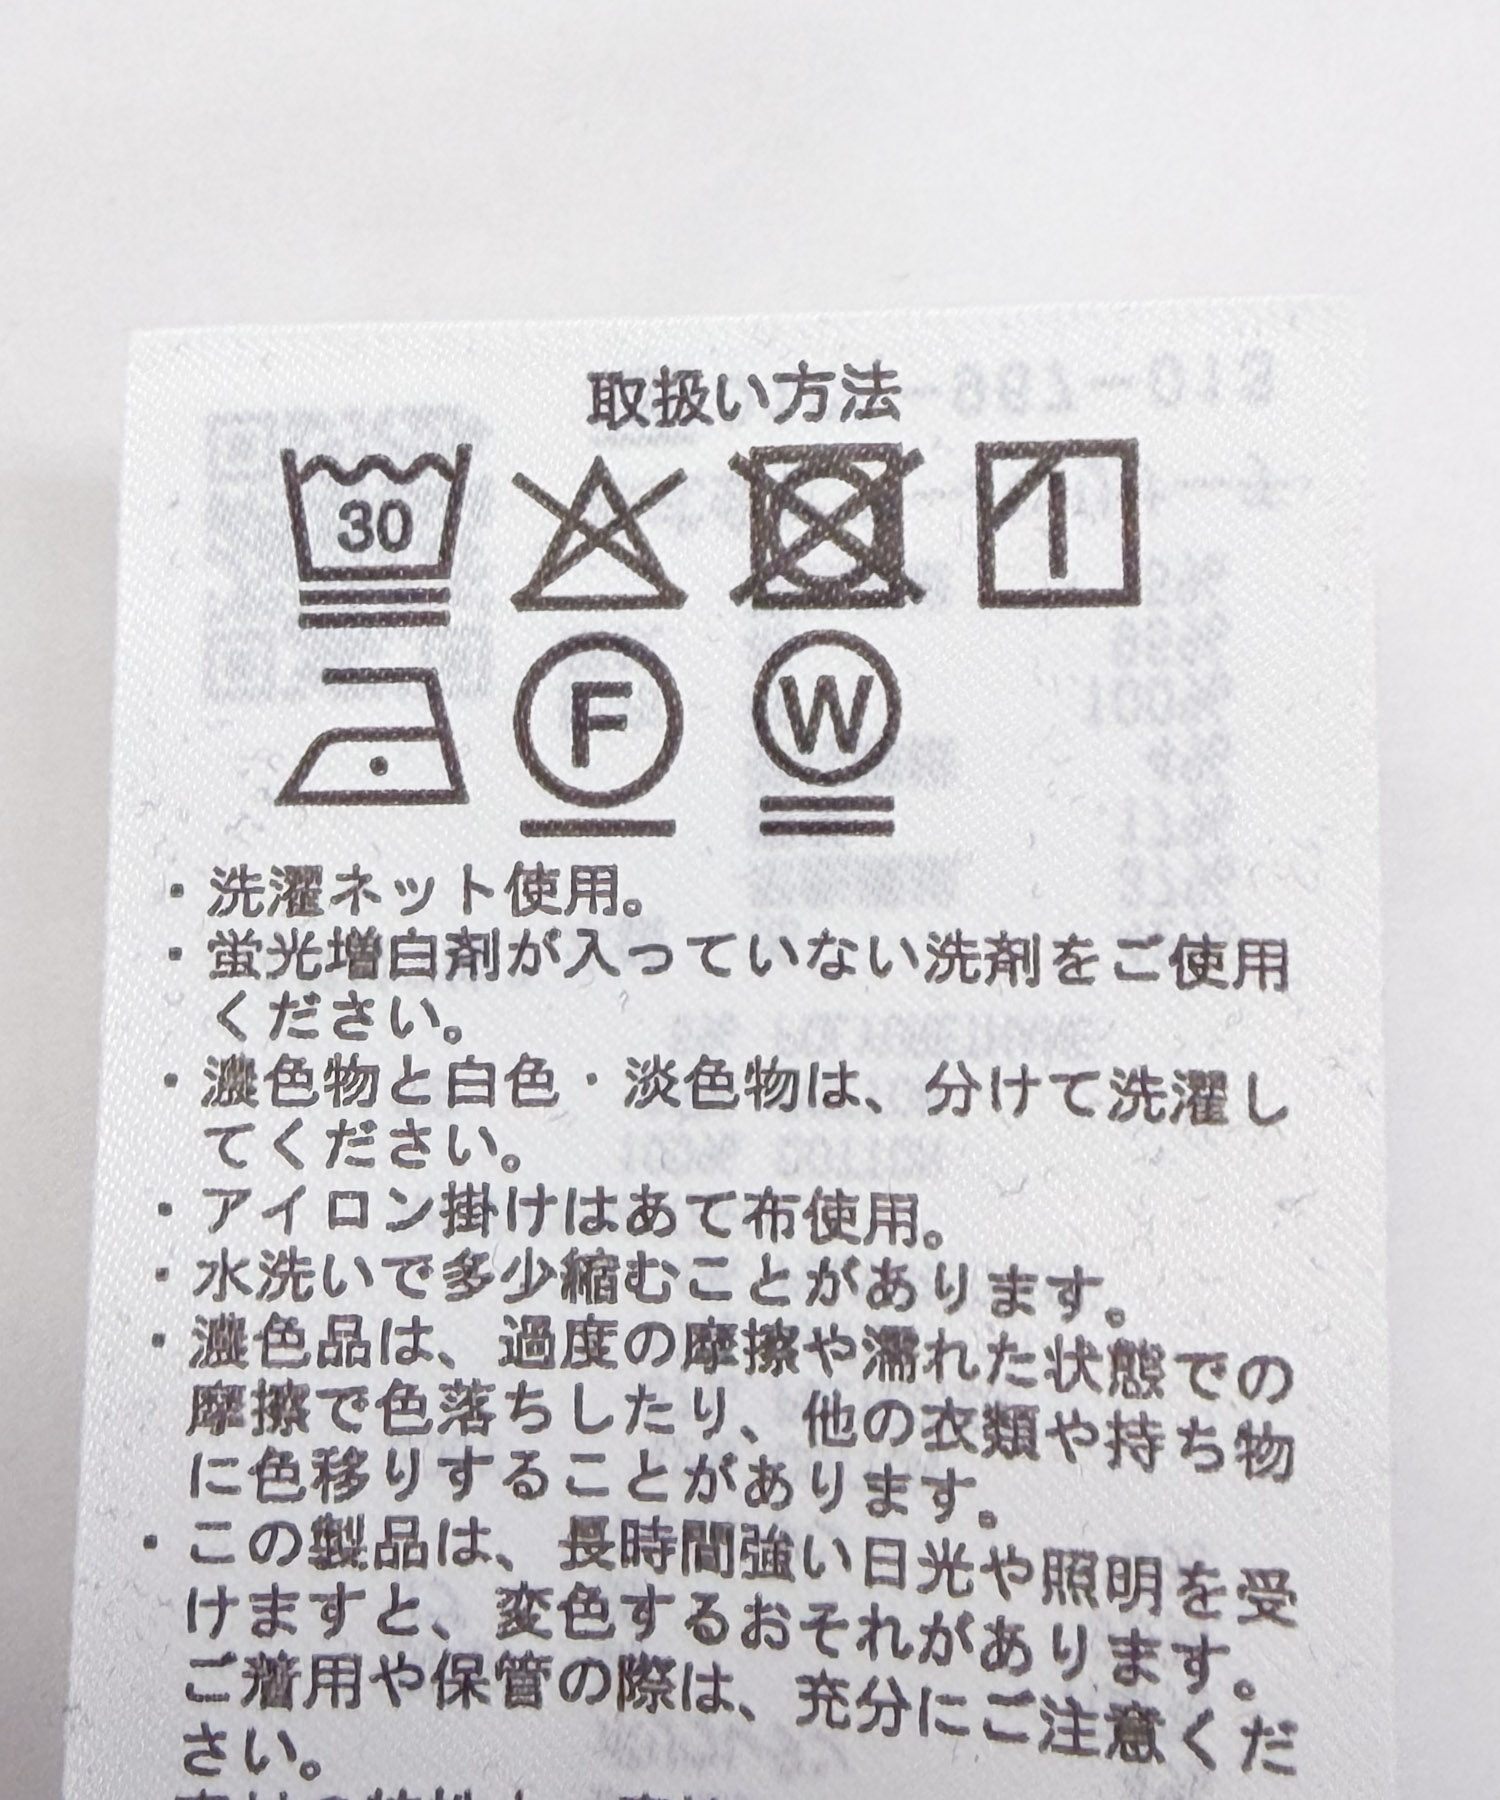 取扱い方法
30
F W
・洗濯ネット使用。
・蛍光増白剤が入っていない洗剤をご使用
ください。
・濃色物と白色・淡色物は、分けて洗濯し
てください。
・アイロン掛けはあて布使用。
・水洗いで多少縮むことがあります。
・濃色品は、過度の摩擦や濡れた状態での
摩擦で色落ちしたり、他の衣類や持ち物
に色移りすることがあります。
・この製品は、長時間強い日光や照明を受
けますと、変色するおそれがあります。
ご着用や保管の際は、充分にご注意くだ
さい。